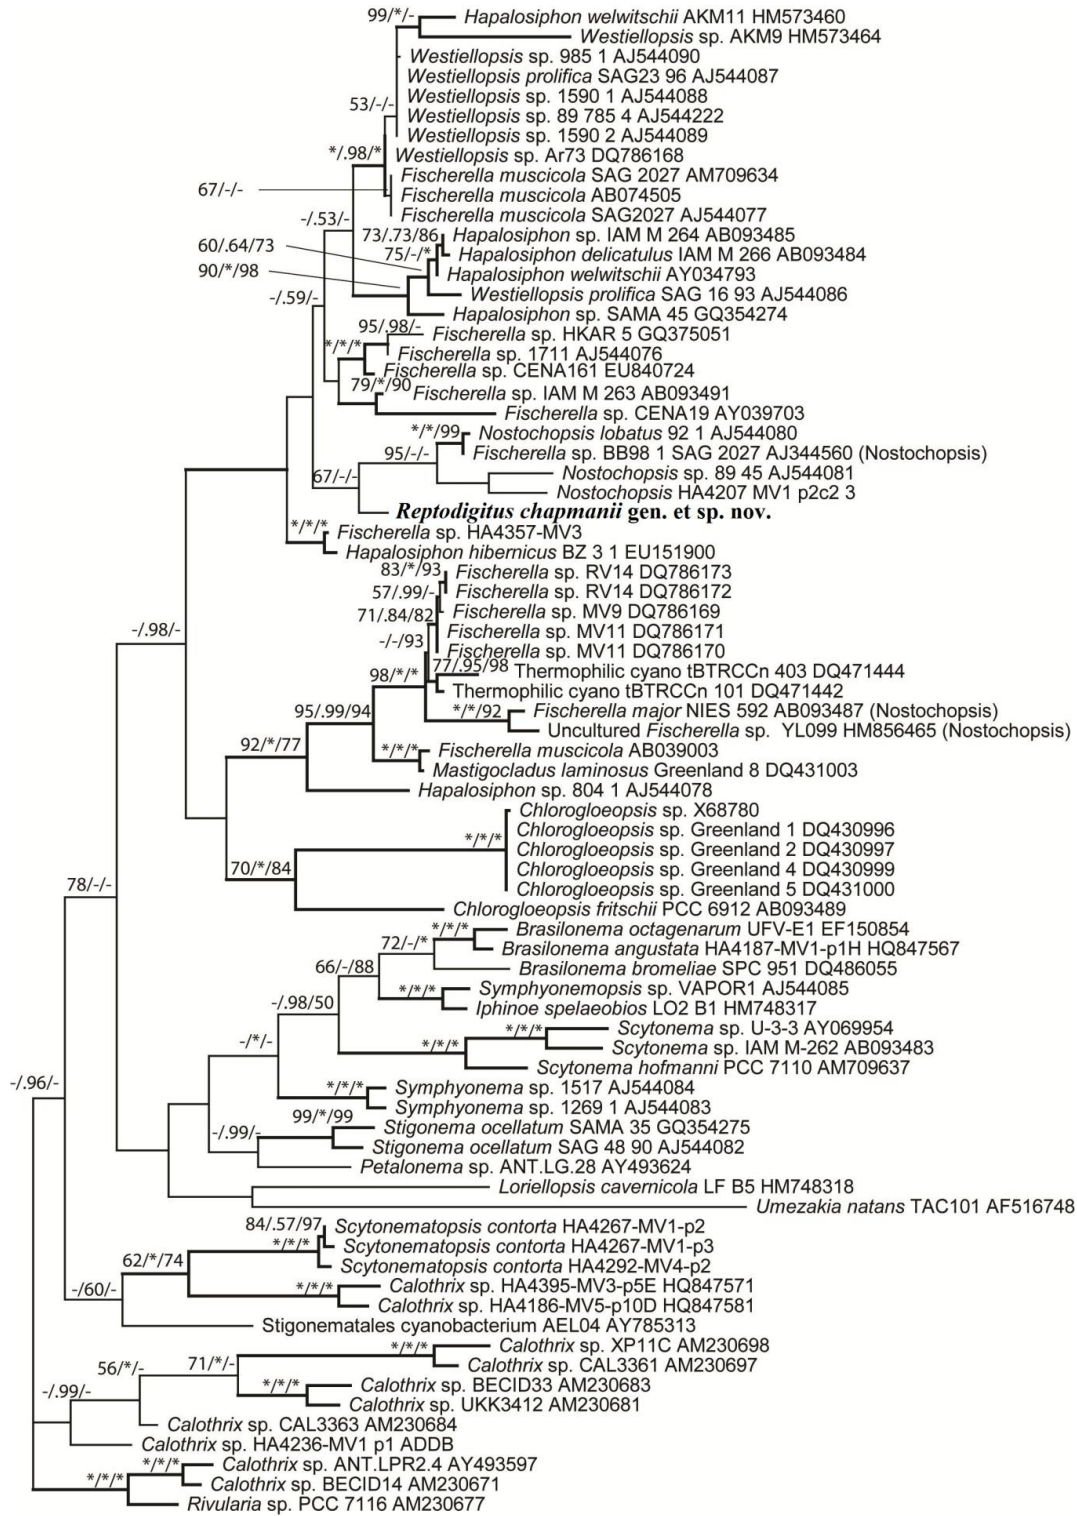 99/*/-
Hapalosiphon welwitschii AKM11 HM573460
Westiellopsis sp. AKM9 HM573464
Westiellopsis sp. 985 1 AJ544090
Westiellopsis prolifica SAG23 96 AJ544087
Westiellopsis sp. 1590 1 AJ544088
53/-/-
Westiellopsis sp. 89 785 4 AJ544222
Westiellopsis sp. 1590 2 AJ544089
*/.98/*
Westiellopsis sp. Ar73 DQ786168
Fischerella muscicola SAG 2027 AM709634
67/-/-
Fischerella muscicola AB074505
Fischerella muscicola SAG2027 AJ544077
-/.53/-
73/.73/86
Hapalosiphon sp. IAM M 264 AB093485
60/.64/73
75/-/*
Hapalosiphon delicatulus IAM M 266 AB093484
90/*/98
Hapalosiphon welwitschii AY034793
Westiellopsis prolifica SAG 16 93 AJ544086
-/.59/-
Hapalosiphon sp. SAMA 45 GQ354274
95/.98/-
Fischerella sp. HKAR 5 GQ375051
*/*/*
Fischerella sp. 1711 AJ544076
Fischerella sp. CENA161 EU840724
79/*/90
Fischerella sp. IAM M 263 AB093491
Fischerella sp. CENA19 AY039703
*/*/99
Nostochopsis lobatus 92 1 AJ544080
95/-/-
Fischerella sp. BB98 1 SAG 2027 AJ344560 (Nostochopsis)
67/-/-
Nostochopsis sp. 89 45 AJ544081
Nostochopsis HA4207 MV1 p2c2 3
Reptodigitus chapmanii gen. et sp. nov.
*/*/*
Fischerella sp. HA4357-MV3
Hapalosiphon hibernicus BZ 3 1 EU151900
83/*/93
Fischerella sp. RV14 DQ786173
57/.99/-
Fischerella sp. RV14 DQ786172
71/.84/82
Fischerella sp. MV9 DQ786169
-/.98/-
-/-/93
Fischerella sp. MV11 DQ786171
Fischerella sp. MV11 DQ786170
98/*/*
77/.95/98
Thermophilic cyano tBTRCCn 403 DQ471444
Thermophilic cyano tBTRCCn 101 DQ471442
95/.99/94
*/*/92
Fischerella major NIES 592 AB093487 (Nostochopsis)
Uncultured Fischerella sp. YL099 HM856465 (Nostochopsis)
92/*/77
*/*/*
Fischerella muscicola AB039003
Mastigocladus laminosus Greenland 8 DQ431003
Hapalosiphon sp. 804 1 AJ544078
Chlorogloeopsis sp. X68780
*/*/*
Chlorogloeopsis sp. Greenland 1 DQ430996
Chlorogloeopsis sp. Greenland 2 DQ430997
70/*/84
Chlorogloeopsis sp. Greenland 4 DQ430999
78/-/-
Chlorogloeopsis sp. Greenland 5 DQ431000
Chlorogloeopsis fritschii PCC 6912 AB093489
*/*/*
Brasilonema octagenarum UFV-E1 EF150854
72/-/*
Brasilonema angustata HA4187-MV1-p1H HQ847567
66/-/88
Brasilonema bromeliae SPC 951 DQ486055
*/*/*
Symphyonemopsis sp. VAPOR1 AJ544085
-/.98/50
Iphinoe spelaeobios LO2 B1 HM748317
*/*/*
Scytonema sp. U-3-3 AY069954
-/*/-
*/*/*
Scytonema sp. IAM M-262 AB093483
Scytonema hofmanni PCC 7110 AM709637
-/.96/-
*/*/*
Symphyonema sp. 1517 AJ544084
Symphyonema sp. 1269 1 AJ544083
99/*/99
Stigonema ocellatum SAMA 35 GQ354275
-/.99/-
Stigonema ocellatum SAG 48 90 AJ544082
Petalonema sp. ANT.LG.28 AY493624
Loriellopsis cavernicola LF B5 HM748318
Umezakia natans TAC101 AF516748
84/.57/97
Scytonematopsis contorta HA4267-MV1-p2
*/*/*
Scytonematopsis contorta HA4267-MV1-p3
62/*/74
Scytonematopsis contorta HA4292-MV4-p2
-/60/-
*/*/*
Calothrix sp. HA4395-MV3-p5E HQ847571
Calothrix sp. HA4186-MV5-p10D HQ847581
Stigonematales cyanobacterium AEL04 AY785313
*/*/*
Calothrix sp. XP11C AM230698
56/*/-
71/*/-
Calothrix sp. CAL3361 AM230697
*/*/*
Calothrix sp. BECID33 AM230683
-/.99/-
Calothrix sp. UKK3412 AM230681
Calothrix sp. CAL3363 AM230684
Calothrix sp. HA4236-MV1 p1 ADDB
*/*/*
Calothrix sp. ANT.LPR2.4 AY493597
*/*/*
Calothrix sp. BECID14 AM230671
Rivularia sp. PCC 7116 AM230677